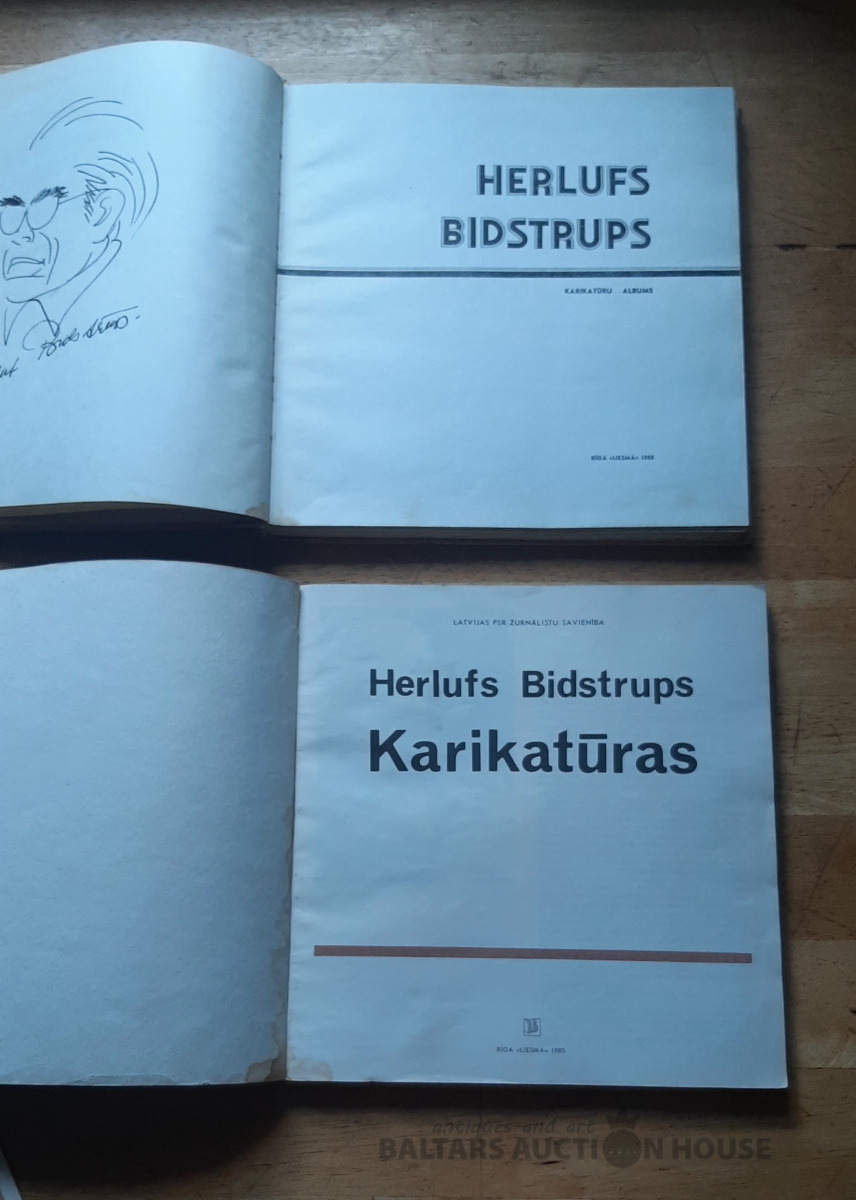 HERLUFS
BIDSTRUPS
KARIKATŪRU ALBUMS
RĪGA «LIESMA» 1988
LATVIJAS PSR ŽURNĀLISTU SAVIENĪBA
Herlufs Bidstrups
Karikatūras
RĪGA «LIESMA» 1985
antiques and art
BALTARS AUCTION HOUSE